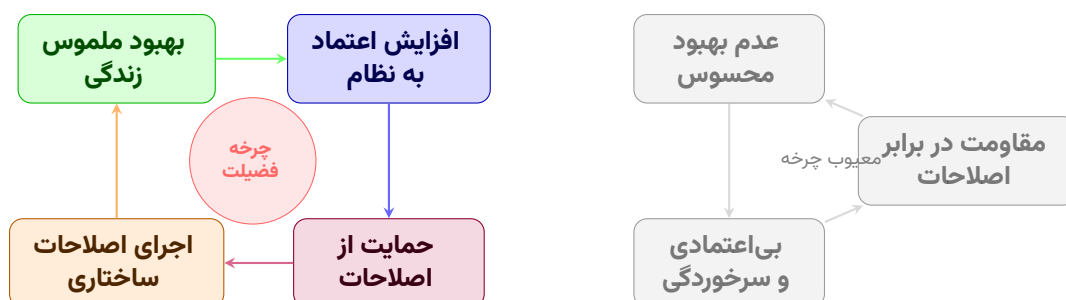 بهبود ملموس
زندگی
افزایش اعتماد
به نظام
چرخه
فضیلت
حمایت از
اصلاحات
اجرای اصلاحات
ساختاری
عدم بهبود
محسوس
مقاومت در برابر
اصلاحات
معیوب چرخه
بی‌اعتمادی
و سرخوردگی